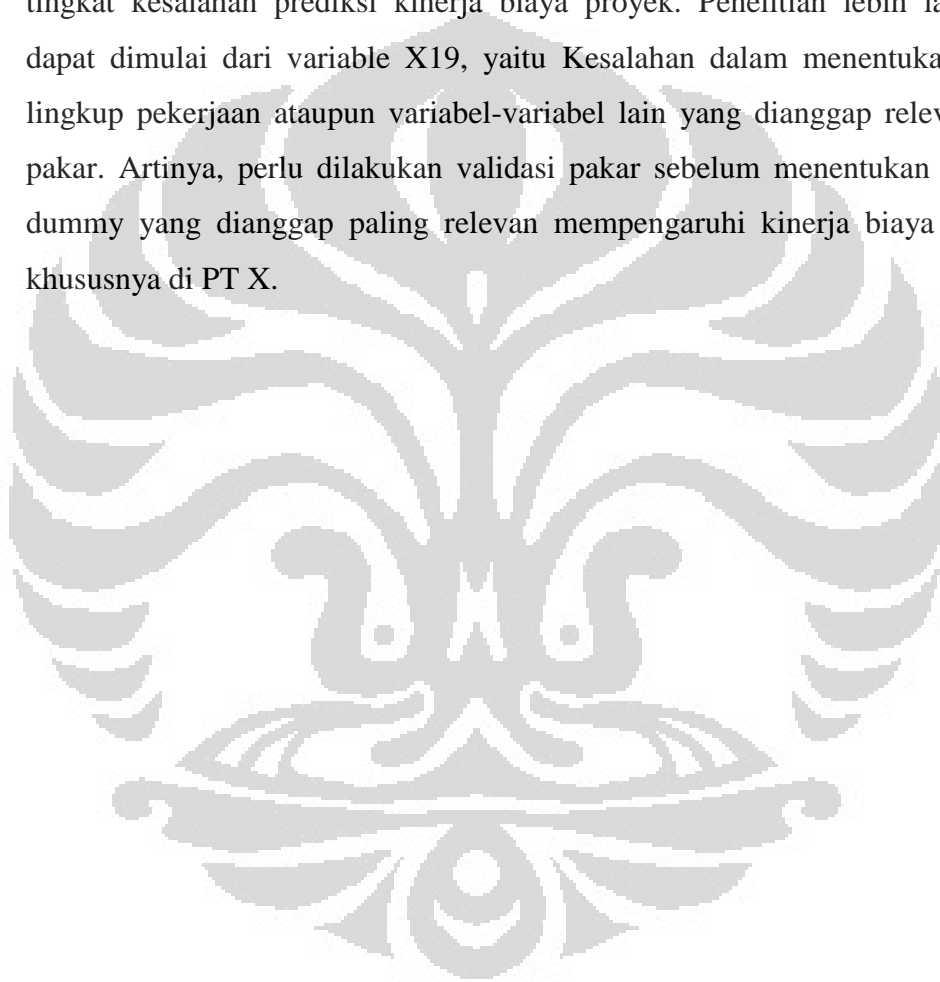 tingkat kesalahan prediksi kinerja biaya proyek. Penelitian lebih la
dapat dimulai dari variable X19, yaitu Kesalahan dalam menentuka
lingkup pekerjaan ataupun variabel-variabel lain yang dianggap relev
pakar. Artinya, perlu dilakukan validasi pakar sebelum menentukan
dummy yang dianggap paling relevan mempengaruhi kinerja biaya
khususnya di PT X.